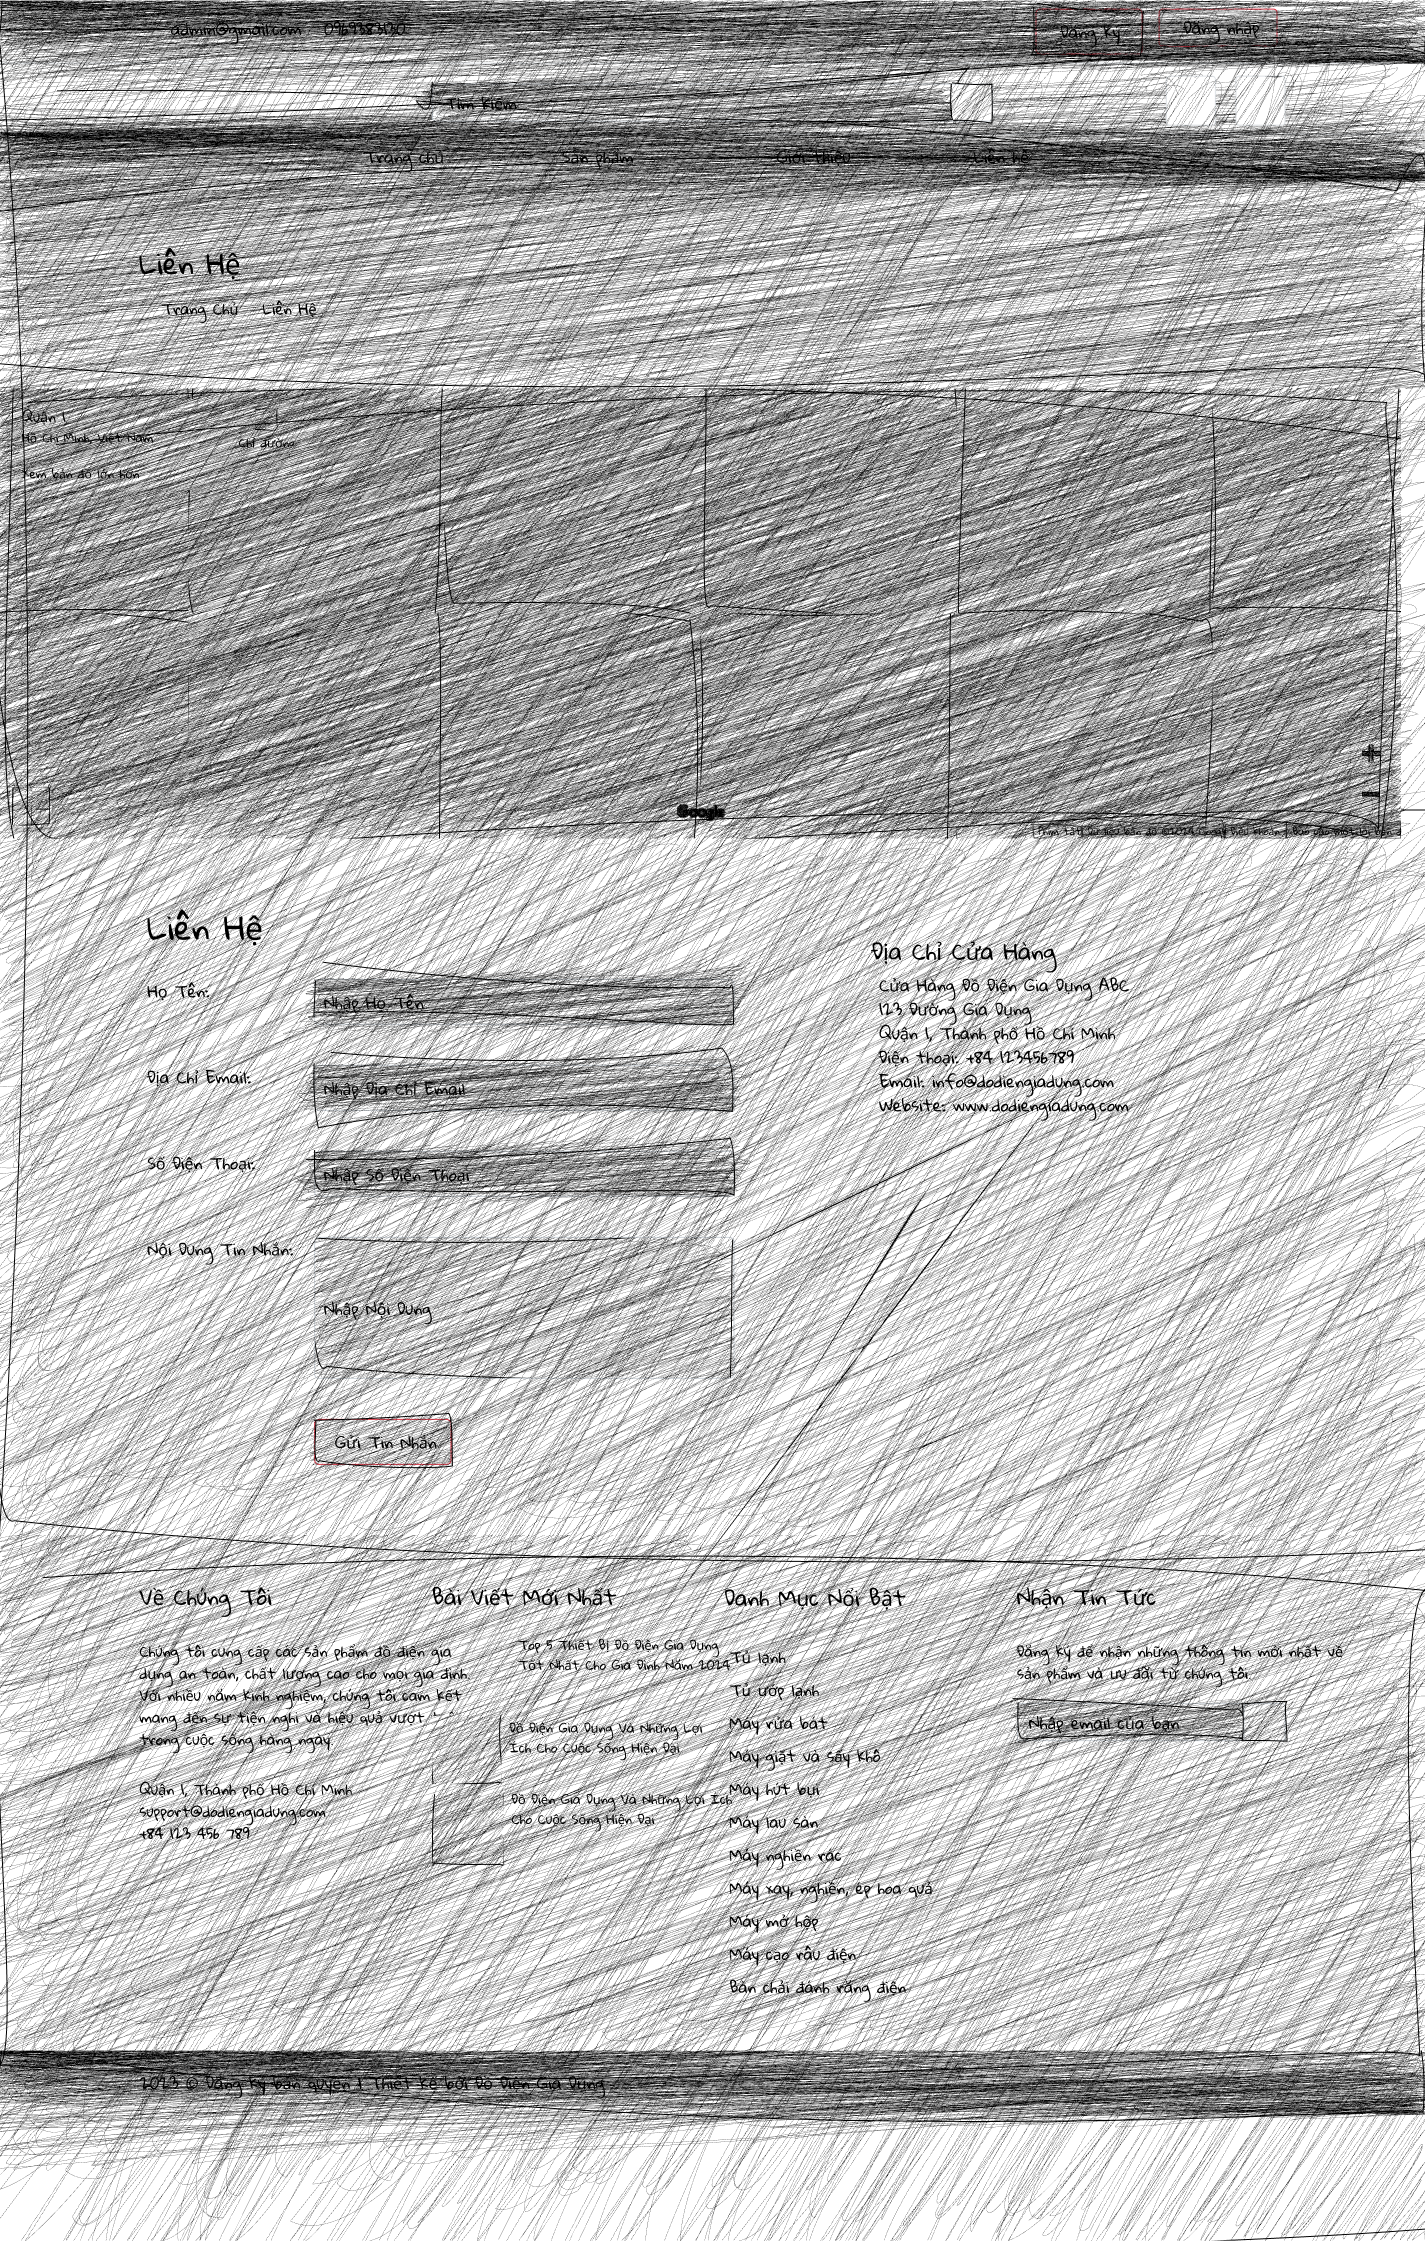 admin@gmail.com 0969383130
Đăng Ký
Đăng nhập
Tìm Kiếm
Trang chủ Sản phẩm Giới thiệu Liên hệ
Liên Hệ
Trang Chủ Liên Hệ
Quận 1
Hồ Chí Minh, Việt Nam
Chỉ đường
Xem bản đồ lớn hơn
Google
Liên Hệ
Họ Tên:
Nhập Họ Tên
Địa Chỉ Email:
Nhập Địa Chỉ Email
Số Điện Thoại:
Nhập Số Điện Thoại
Nội Dung Tin Nhắn:
Nhập Nội Dung
Gửi Tin Nhắn
Địa Chỉ Cửa Hàng
Cửa Hàng Đồ Điện Gia Dụng ABC
123 Đường Gia Dụng
Quận 1, Thành phố Hồ Chí Minh
Điện thoại: +84 123456789
Email: info@dodiengiadung.com
Website: www.dodiengiadung.com
Về Chúng Tôi
Chúng tôi cung cấp các sản phẩm đồ điện gia
dụng an toàn, chất lượng cao cho mọi gia đình.
Với nhiều năm kinh nghiệm, chúng tôi cam kết
mang đến sự tiện nghi và hiệu quả vượt
trong cuộc sống hàng ngày.
Quận 1, Thành phố Hồ Chí Minh
support@dodiengiadung.com
+84 123 456 789
Bài Viết Mới Nhất
Top 5 Thiết Bị Đồ Điện Gia Dụng
Tốt Nhất Cho Gia Đình Năm 2024
Đồ Điện Gia Dụng Và Những Lợi
Ích Cho Cuộc Sống Hiện Đại
Đồ Điện Gia Dụng Và Những Lợi Ích
Cho Cuộc Sống Hiện Đại
Danh Mục Nổi Bật
Tủ lạnh
Tủ ướp lạnh
Máy rửa bát
Máy giặt và sấy khô
Máy hút bụi
Máy lau sàn
Máy nghiền rác
Máy xay, nghiền, ép hoa quả
Máy mở hộp
Máy cạo râu điện
Bàn chải đánh răng điện
Nhận Tin Tức
Đăng ký để nhận những thông tin mới nhất về
sản phẩm và ưu đãi từ chúng tôi.
Nhập email của bạn
2023 © Đăng ký bản quyền | Thiết kế bởi Đồ Điện Gia Dụng